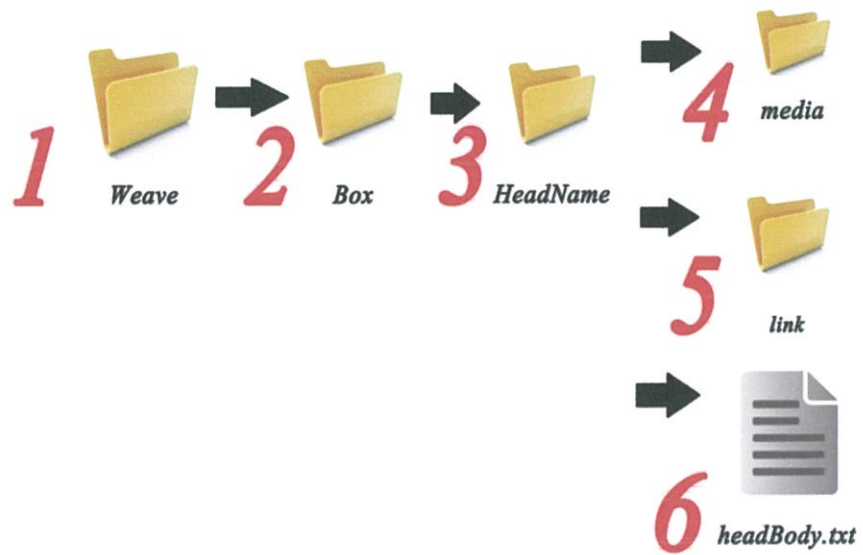 1
Weave
2
Box
3
HeadName
4
media
5
link
6
headBody.txt